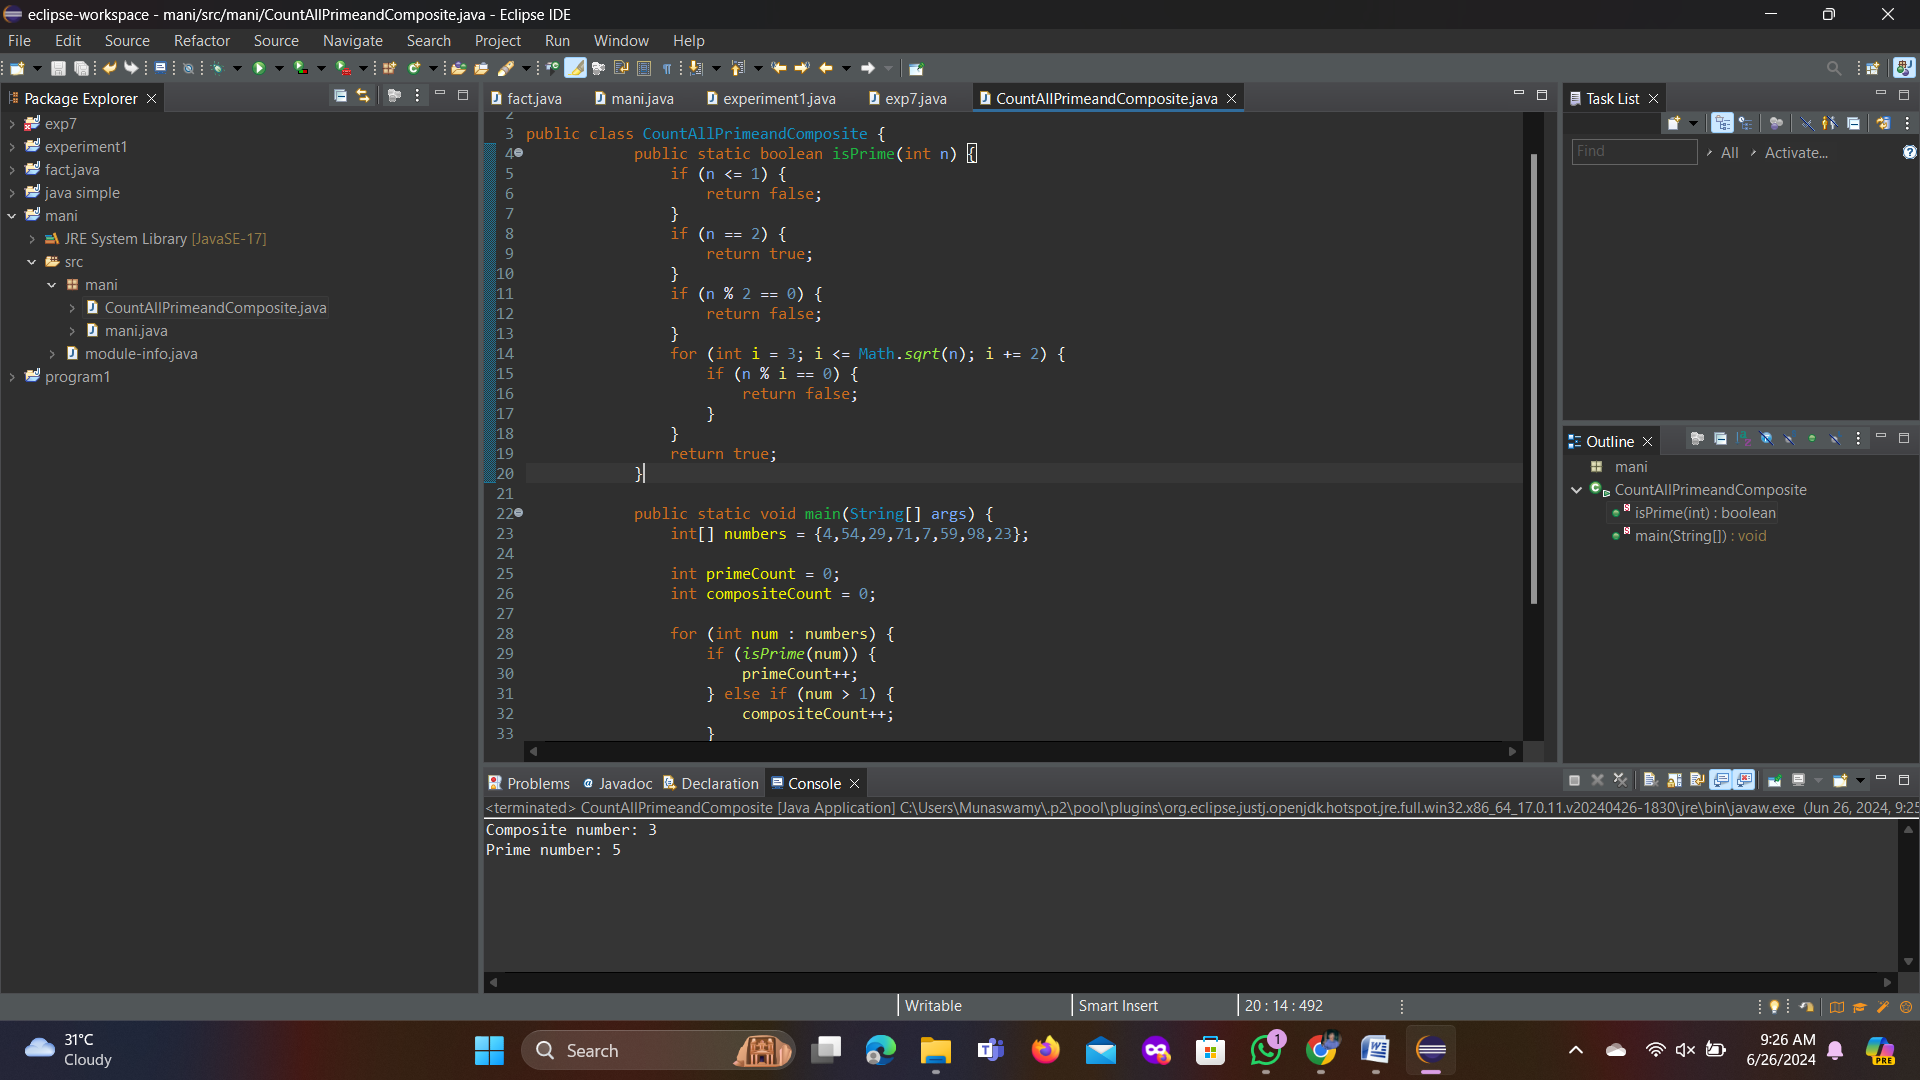 eclipse-workspace - mani/src/mani/CountAllPrimeandComposite.java - Eclipse IDE
File Edit Source Refactor Source Navigate Search Project Run Window Help
Package Explorer
exp7
experiment1
fact.java
java simple
mani
JRE System Library [JavaSE-17]
src
mani
CountAllPrimeandComposite.java
mani.java
module-info.java
program1
fact.java mani.java experiment1.java exp7.java CountAllPrimeandComposite.java
2
3 public class CountAllPrimeandComposite {
4 public static boolean isPrime(int n) {
5 if (n <= 1) {
6 return false;
7 }
8 if (n == 2) {
9 return true;
10 }
11 if (n % 2 == 0) {
12 return false;
13 }
14 for (int i = 3; i <= Math.sqrt(n); i += 2) {
15 if (n % i == 0) {
16 return false;
17 }
18 }
19 return true;
20 }
21
22 public static void main(String[] args) {
23 int[] numbers = {4,54,29,71,7,59,98,23};
24
25 int primeCount = 0;
26 int compositeCount = 0;
27
28 for (int num : numbers) {
29 if (isPrime(num)) {
30 primeCount++;
31 } else if (num > 1) {
32 compositeCount++;
33 }
Task List
Find All Activate...
Outline
mani
CountAllPrimeandComposite
isPrime(int) : boolean
main(String[]) : void
Problems Javadoc Declaration Console
<terminated> CountAllPrimeandComposite [Java Application] C:\Users\Munaswamy\.p2\pool\plugins\org.eclipse.justj.openjdk.hotspot.jre.full.win32.x86_64_17.0.11.v20240426-1830\jre\bin\javaw.exe (Jun 26, 2024, 9:25
Composite number: 3
Prime number: 5
Writable Smart Insert 20 : 14 : 492
31°C
Cloudy
Search
1
9:26 AM
6/26/2024
PRE